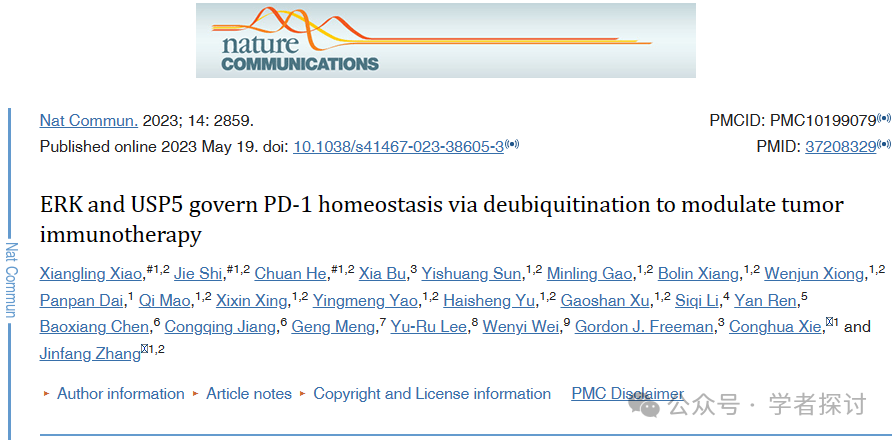 nature
COMMUNICATIONS
Nat Commun. 2023; 14: 2859.
PMCID: PMC10199079
Published online 2023 May 19. doi: 10.1038/s41467-023-38605-3
PMID: 37208329
ERK and USP5 govern PD-1 homeostasis via deubiquitination to modulate tumor
immunotherapy
Xiangling Xiao,#1,2 Jie Shi,#1,2 Chuan He,#1,2 Xia Bu,3 Yishuang Sun,1,2 Minling Gao,1,2 Bolin Xiang,1,2 Wenjun Xiong,1,2
Panpan Dai,1 Qi Mao,1,2 Xixin Xing,1,2 Yingmeng Yao,1,2 Haisheng Yu,1,2 Gaoshan Xu,1,2 Siqi Li,4 Yan Ren,5
Baoxiang Chen,6 Congqing Jiang,6 Geng Meng,7 Yu-Ru Lee,8 Wenyi Wei,9 Gordon J. Freeman,3 Conghua Xie,1 and
Jinfang Zhang1,2
▸ Author information ▸ Article notes ▸ Copyright and License information PMC Disclaimer
Nat Commun
公众号 · 学者探讨